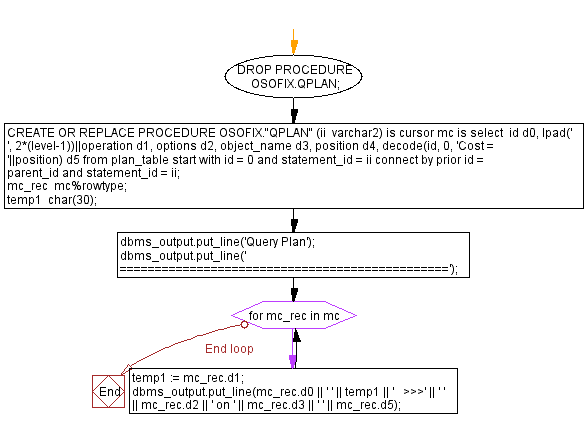 DROP PROCEDURE
OSOFIX.QPLAN;
CREATE OR REPLACE PROCEDURE OSOFIX."QPLAN" (ii varchar2) is cursor mc is select id d0, lpad('
', 2*(level-1))||operation d1, options d2, object_name d3, position d4, decode(id, 0, 'Cost =
'||position) d5 from plan_table start with id = 0 and statement_id = ii connect by prior id =
parent_id and statement_id = ii;
mc_rec mc%rowtype;
temp1 char(30);
dbms_output.put_line('Query Plan');
dbms_output.put_line('
===============================================');
for mc_rec in mc
End loop
End
temp1 := mc_rec.d1;
dbms_output.put_line(mc_rec.d0 || ' ' || temp1 || ' >>>' || ' '
|| mc_rec.d2 || ' on ' || mc_rec.d3 || ' ' || mc_rec.d5);